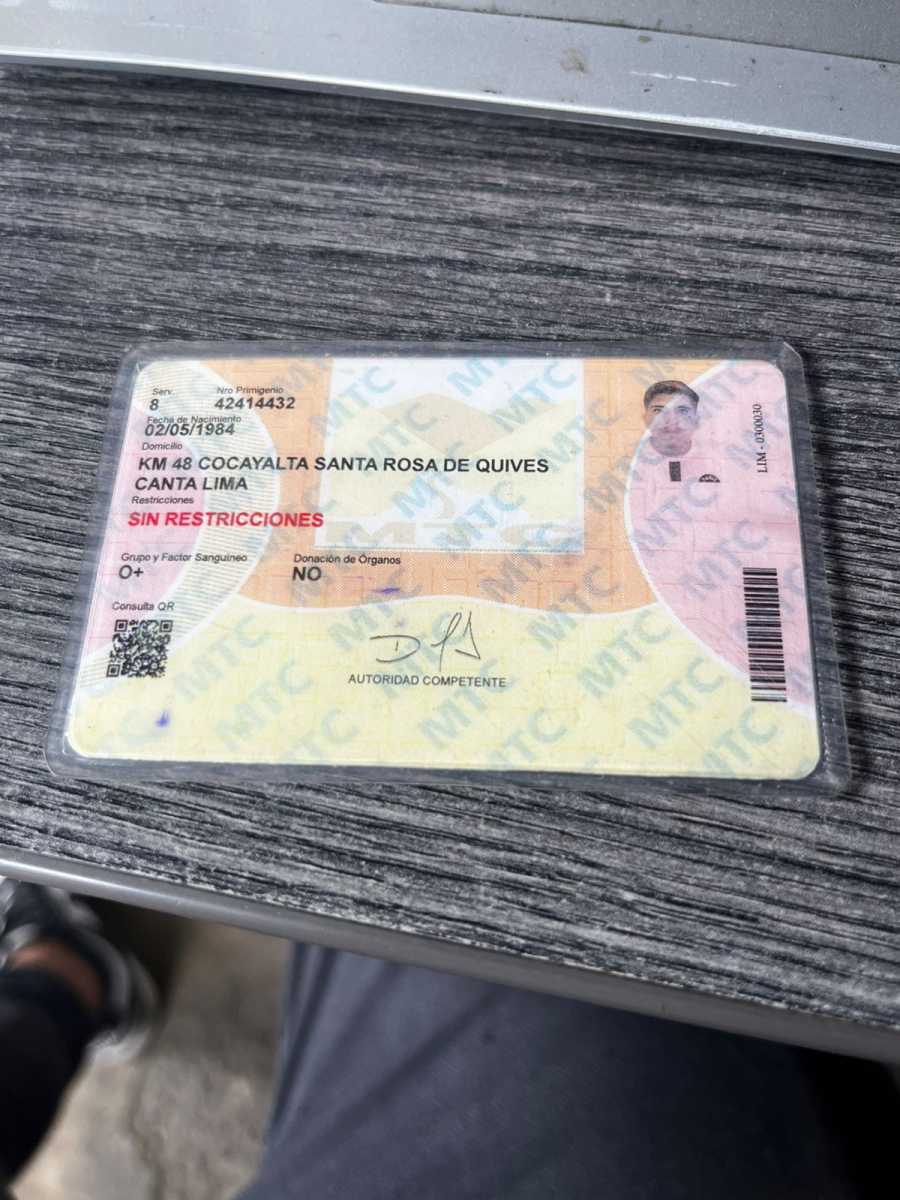 Serv.
8
Nro Primigenio
42414432
Fecha de Nacimiento
02/05/1984
Domicilio
KM 48 COCAYALTA SANTA ROSA DE QUIVES
CANTA LIMA
Restricciones
SIN RESTRICCIONES
Grupo y Factor Sanguineo
O+
Donación de Órganos
NO
Consulta QR
AUTORIDAD COMPETENTE
LIM - 0300030
MTC